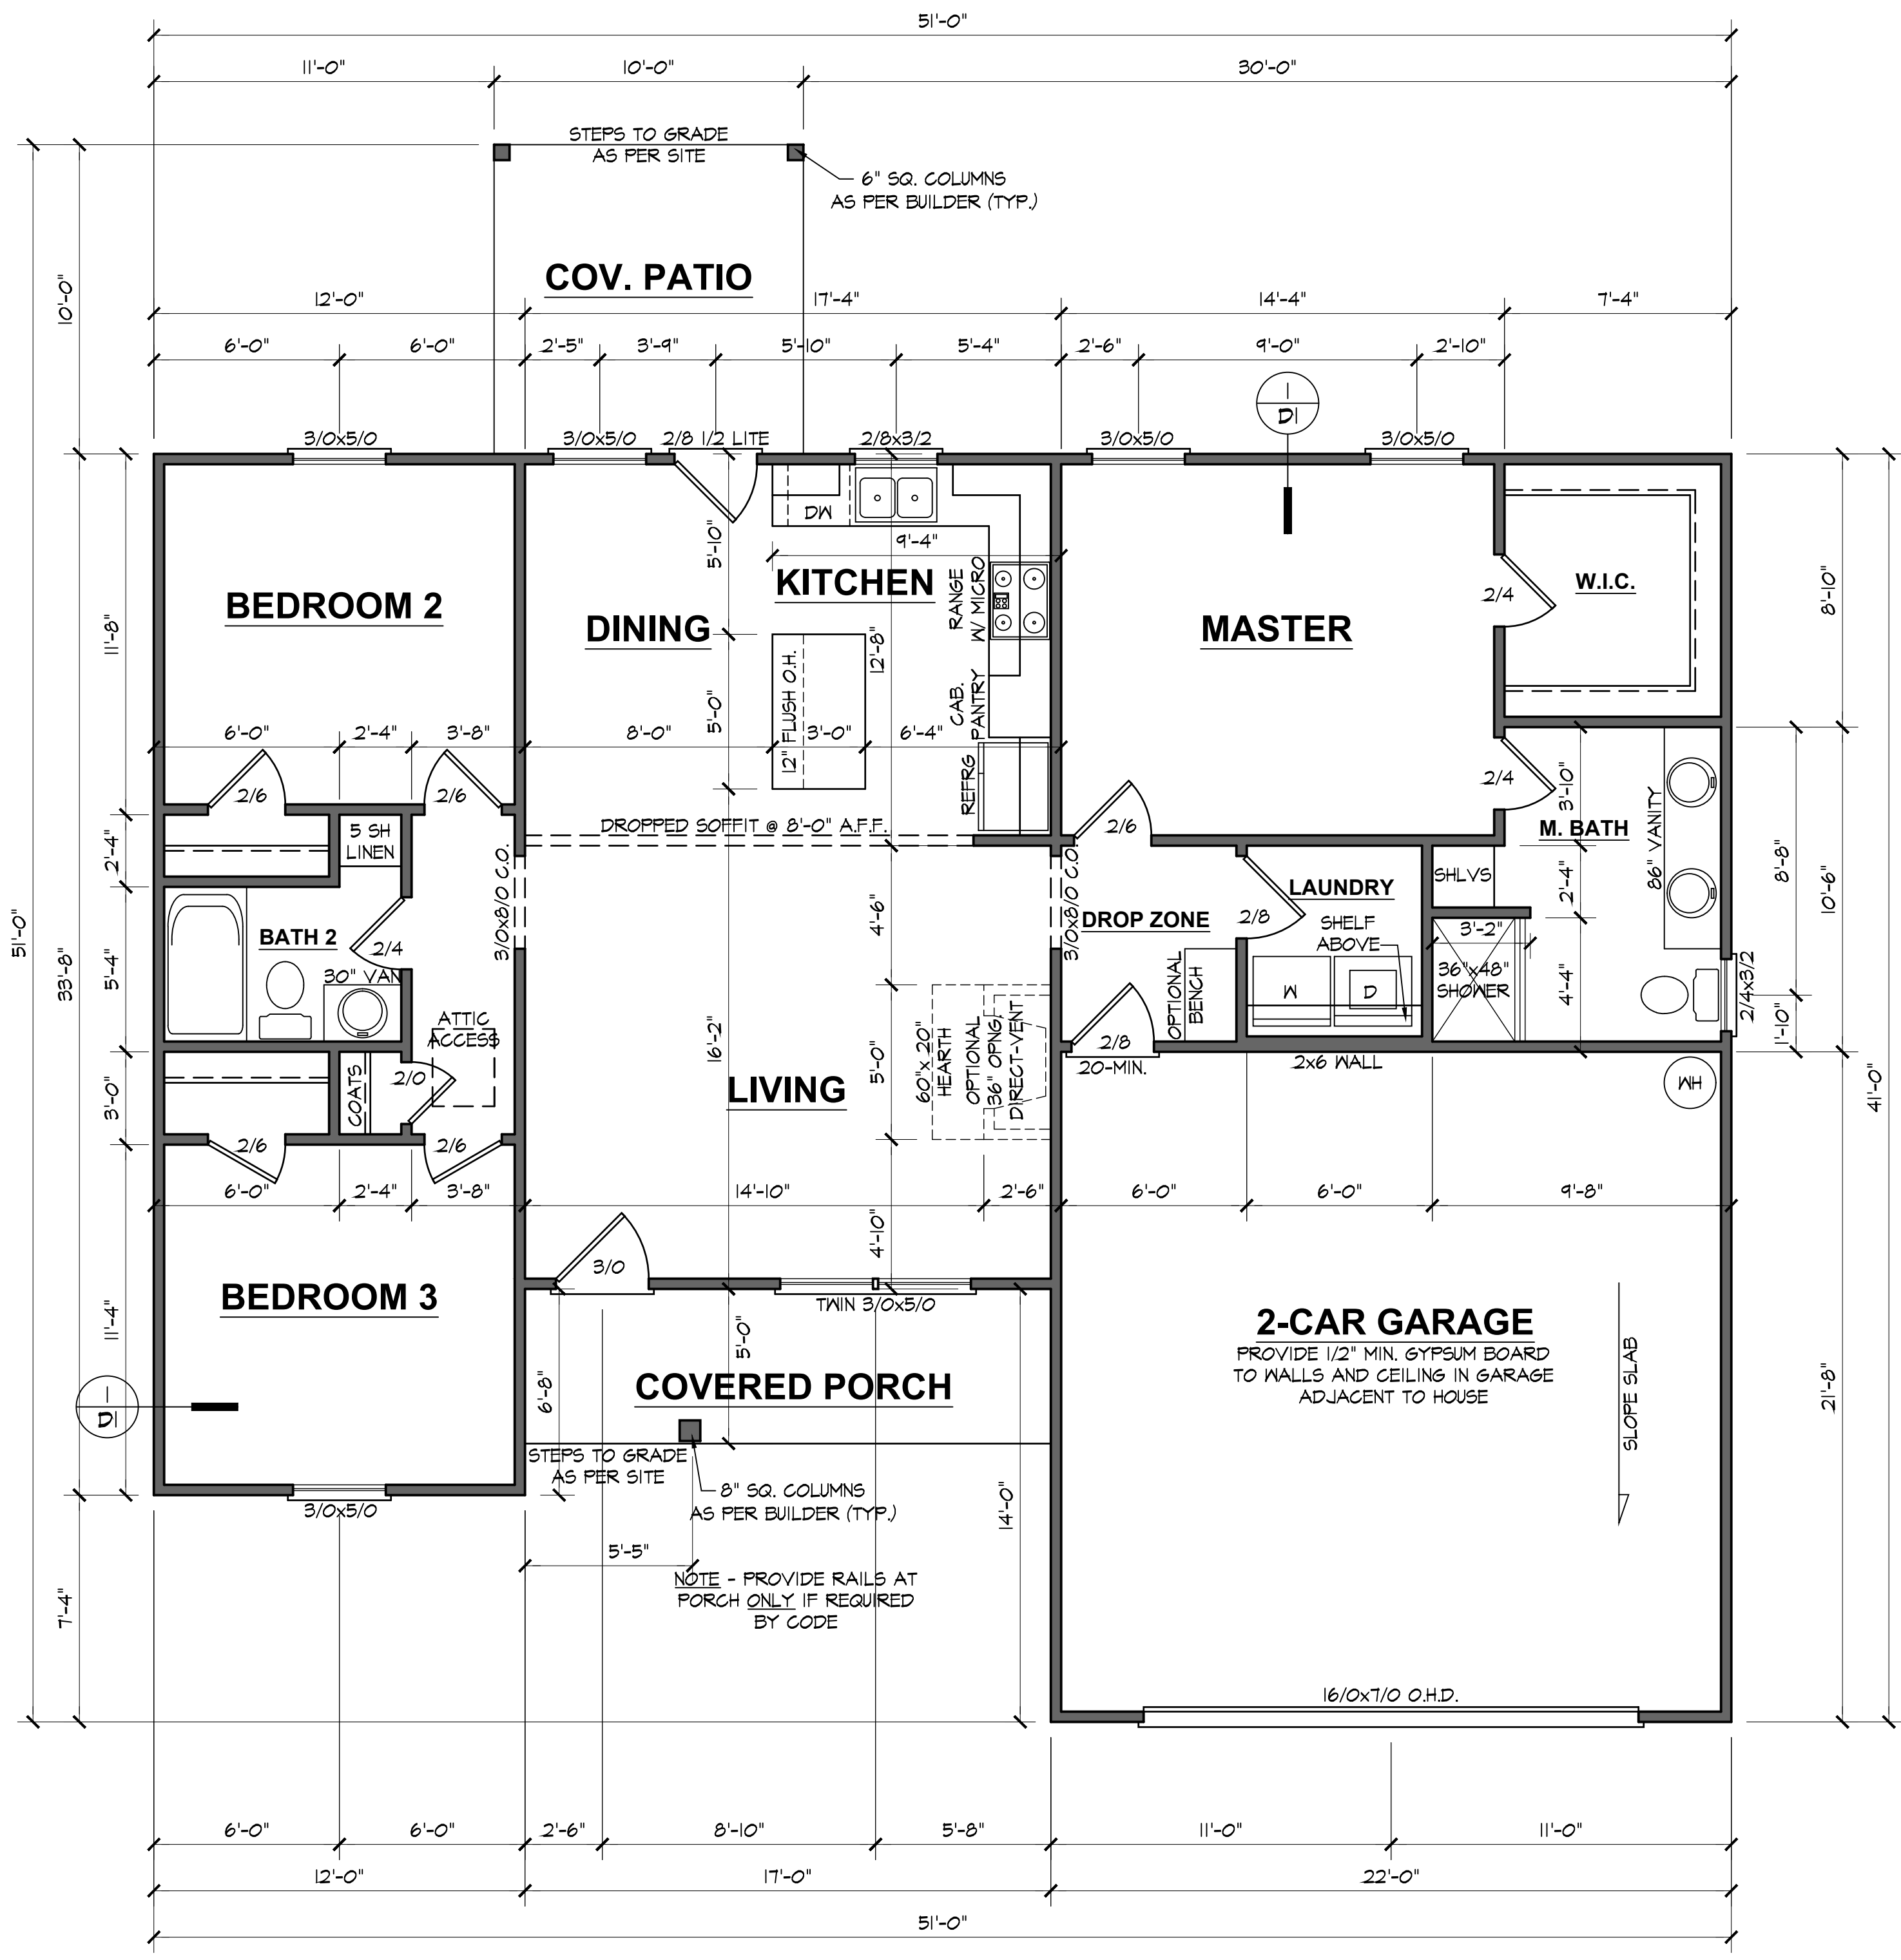 51'-0"
11'-0" 10'-0" 30'-0"
STEPS TO GRADE
AS PER SITE
6" SQ. COLUMNS
AS PER BUILDER (TYP.)
COV. PATIO
10'-0"
12'-0" 17'-4" 14'-4" 7'-4"
6'-0" 6'-0" 2'-5" 3'-9" 5'-10" 5'-4" 2'-6" 9'-0" 2'-10"
1
D1
3/0x5/0 3/0x5/0 2/8 1/2 LITE 2/8x3/2 3/0x5/0 3/0x5/0
DW
9'-4"
5'-10"
KITCHEN
RANGE
W/ MICRO
BEDROOM 2
DINING
MASTER
W.I.C.
2/4
8'-10"
11'-8"
12'-8"
12" FLUSH O.H.
5'-0"
CAB.
PANTRY
6'-0" 2'-4" 3'-8" 8'-0" 3'-0" 6'-4"
REFRG
2/6 2/6
2/4
3'-10"
86" VANITY
M. BATH
DROPPED SOFFIT @ 8'-0" A.F.F.
2/6
5 SH
LINEN
2'-4"
3/0x8/0 C.O.
3/0x8/0 C.O.
LAUNDRY
SHLVS
2'-4"
8'-8"
10'-6"
DROP ZONE
2/8
SHELF
ABOVE
3'-2"
4'-6"
BATH 2
2/4
30" VAN
5'-4"
36"x48"
SHOWER
4'-4"
2/4x3/2
1'-10"
W D
OPTIONAL
BENCH
51'-0"
33'-8"
41'-0"
ATTIC
ACCESS
16'-2"
5'-0"
60"x 20"
HEARTH
OPTIONAL
36" OPNG.
DIRECT-VENT
2/8
20-MIN.
2x6 WALL
WH
3'-0"
COATS
2/0
LIVING
2/6 2/6
6'-0" 2'-4" 3'-8" 14'-10" 2'-6" 6'-0" 6'-0" 9'-8"
4'-10"
3/0
BEDROOM 3
TWIN 3/0x5/0
2-CAR GARAGE
PROVIDE 1/2" MIN. GYPSUM BOARD
TO WALLS AND CEILING IN GARAGE
ADJACENT TO HOUSE
SLOPE SLAB
11'-4"
5'-0"
6'-8"
COVERED PORCH
21'-8"
1
D1
STEPS TO GRADE
AS PER SITE
8" SQ. COLUMNS
AS PER BUILDER (TYP.)
3/0x5/0
14'-0"
5'-5"
NOTE - PROVIDE RAILS AT
PORCH ONLY IF REQUIRED
BY CODE
7'-4"
16/0x7/0 O.H.D.
6'-0" 6'-0" 2'-6" 8'-10" 5'-8" 11'-0" 11'-0"
12'-0" 17'-0" 22'-0"
51'-0"